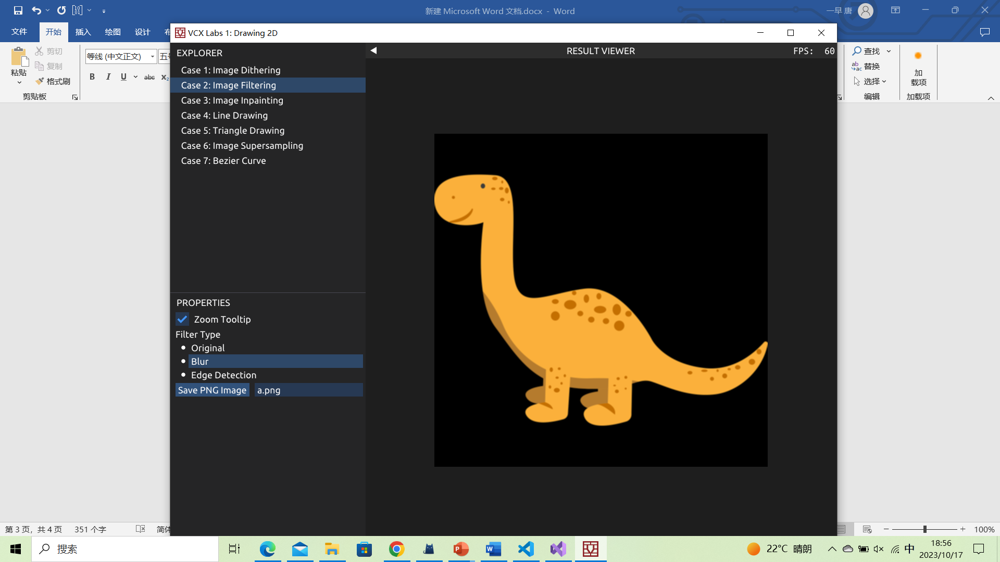 新建 Microsoft Word 文档.docx - Word
一早 唐
文件 开始 插入 绘图 设计
VCX Labs 1: Drawing 2D
剪切
复制
格式刷
粘贴
剪贴板
等线 (中文正文)
B I U abc x₂
查找
替换
选择
编辑
加
载项
加载项
EXPLORER
Case 1: Image Dithering
Case 2: Image Filtering
Case 3: Image Inpainting
Case 4: Line Drawing
Case 5: Triangle Drawing
Case 6: Image Supersampling
Case 7: Bezier Curve
RESULT VIEWER
FPS: 60
PROPERTIES
Zoom Tooltip
Filter Type
Original
Blur
Edge Detection
Save PNG Image a.png
第 3 页，共 4 页 351 个字 简体
100%
搜索
22°C 晴朗
中
18:56
2023/10/17